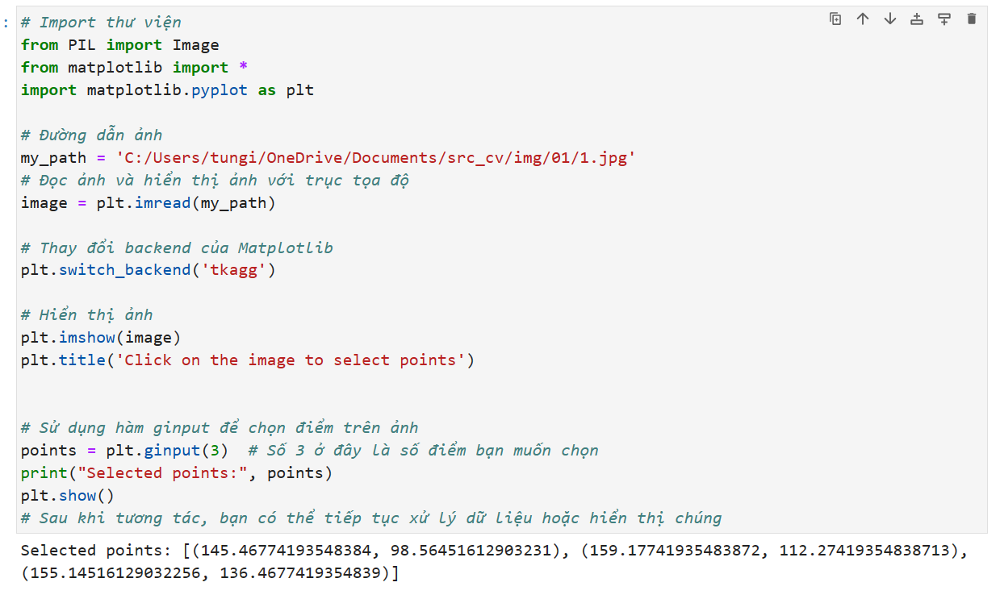 :
# Import thư viện
from PIL import Image
from matplotlib import *
import matplotlib.pyplot as plt
# Đường dẫn ảnh
my_path = 'C:/Users/tungi/OneDrive/Documents/src_cv/img/01/1.jpg'
# Đọc ảnh và hiển thị ảnh với trục tọa độ
image = plt.imread(my_path)
# Thay đổi backend của Matplotlib
plt.switch_backend('tkagg')
# Hiển thị ảnh
plt.imshow(image)
plt.title('Click on the image to select points')
# Sử dụng hàm ginput để chọn điểm trên ảnh
points = plt.ginput(3)  # Số 3 ở đây là số điểm bạn muốn chọn
print("Selected points:", points)
plt.show()
# Sau khi tương tác, bạn có thể tiếp tục xử lý dữ liệu hoặc hiển thị chúng
Selected points: [(145.46774193548384, 98.56451612903231), (159.17741935483872, 112.27419354838713),
(155.14516129032256, 136.4677419354839)]